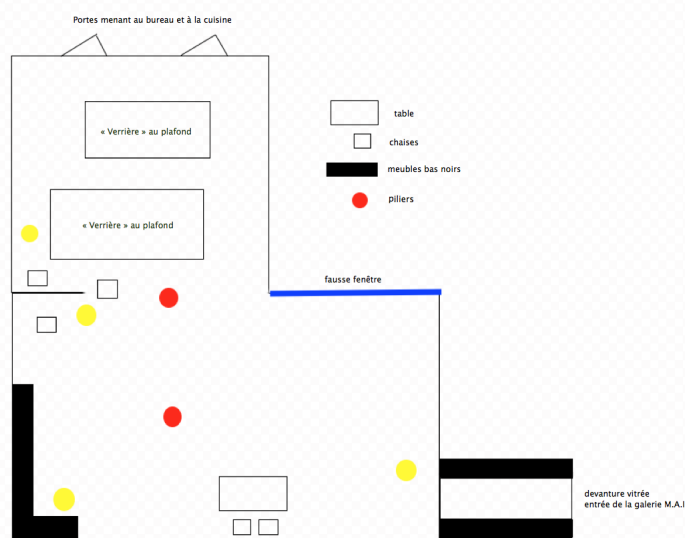 Portes menant au bureau et à la cuisine
« Verrière » au plafond
« Verrière » au plafond
table
chaises
meubles bas noirs
piliers
fausse fenêtre
devanture vitrée
entrée de la galerie M.A.I